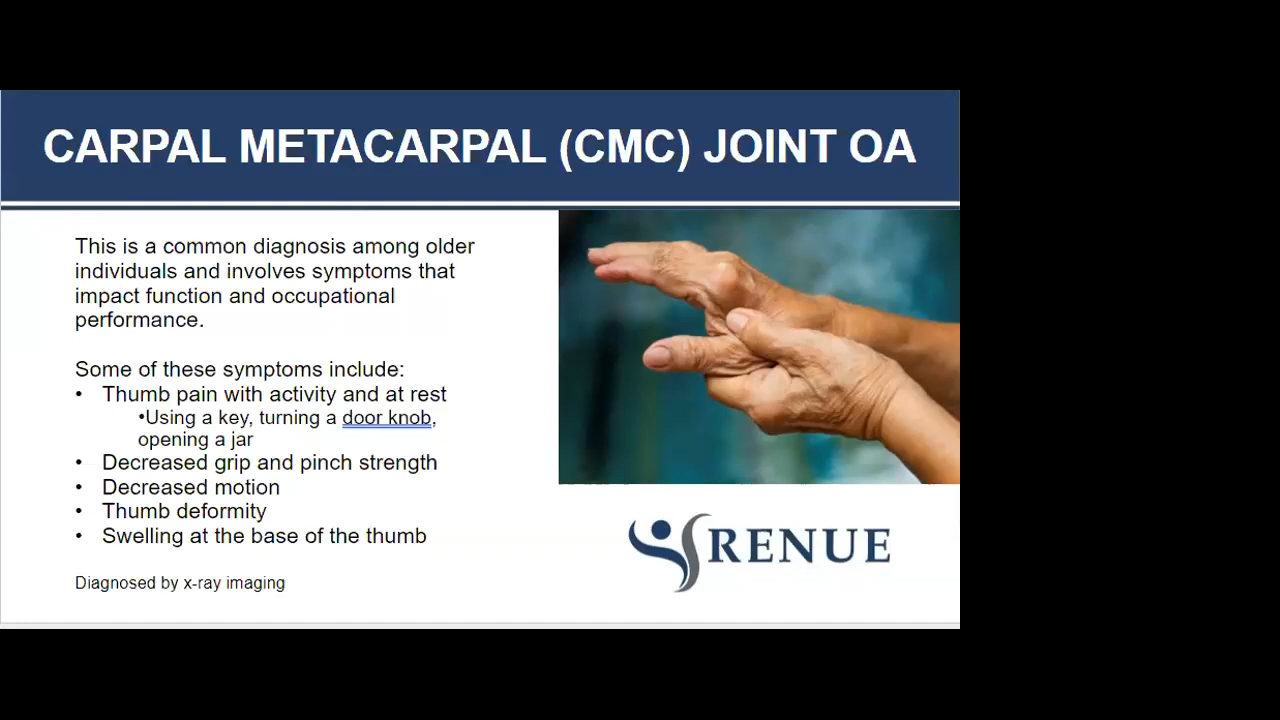 CARPAL METACARPAL (CMC) JOINT OA
This is a common diagnosis among older
individuals and involves symptoms that
impact function and occupational
performance.
Some of these symptoms include:
• Thumb pain with activity and at rest
•Using a key, turning a door knob,
opening a jar
• Decreased grip and pinch strength
• Decreased motion
• Thumb deformity
• Swelling at the base of the thumb
Diagnosed by x-ray imaging
RENUE